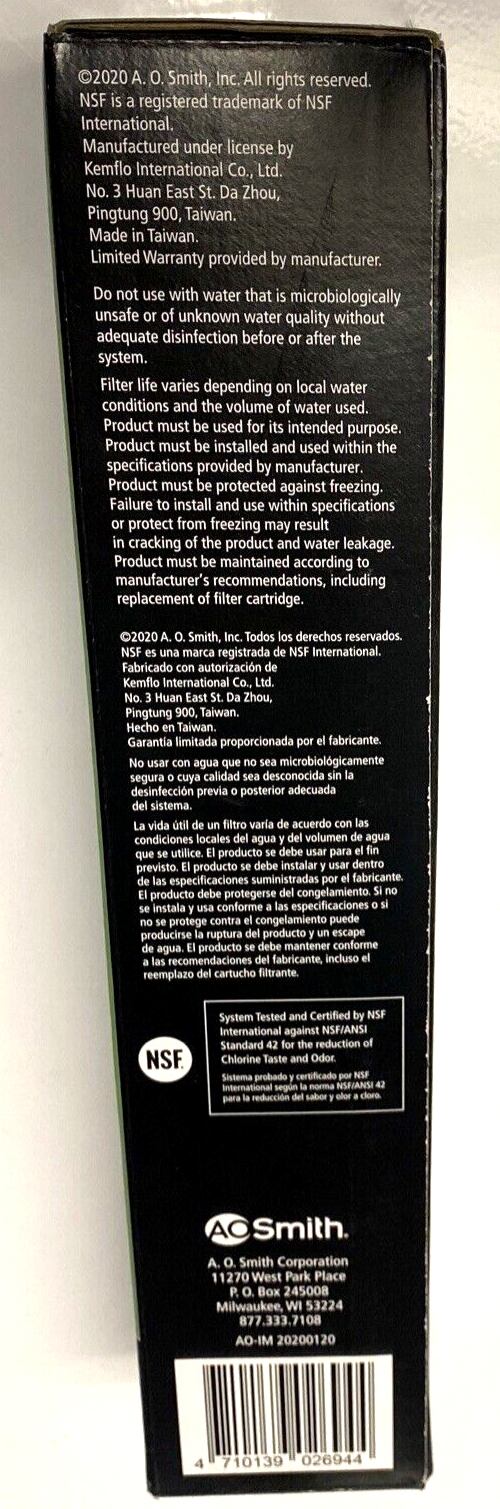 ©2020 A. O. Smith, Inc. All rights reserved.
NSF is a registered trademark of NSF
International.
Manufactured under license by
Kemflo International Co., Ltd.
No. 3 Huan East St. Da Zhou,
Pingtung 900, Taiwan.
Made in Taiwan.
Limited Warranty provided by manufacturer.
Do not use with water that is microbiologically
unsafe or of unknown water quality without
adequate disinfection before or after the
system.
Filter life varies depending on local water
conditions and the volume of water used.
Product must be used for its intended purpose.
Product must be installed and used within the
specifications provided by manufacturer.
Product must be protected against freezing.
Failure to install and use within specifications
or protect from freezing may result
in cracking of the product and water leakage.
Product must be maintained according to
manufacturer's recommendations, including
replacement of filter cartridge.
©2020 A. O. Smith, Inc. Todos los derechos reservados.
NSF es una marca registrada de NSF International.
Fabricado con autorización de
Kemflo International Co., Ltd.
No. 3 Huan East St. Da Zhou,
Pingtung 900, Taiwan.
Hecho en Taiwan.
Garantía limitada proporcionada por el fabricante.
No usar con agua que no sea microbiológicamente
segura o cuya calidad sea desconocida sin la
desinfección previa o posterior adecuada
del sistema.
La vida útil de un filtro varía de acuerdo con las
condiciones locales del agua y del volumen de agua
que se utilice. El producto se debe usar para el fin
previsto. El producto se debe instalar y usar dentro
de las especificaciones suministradas por el fabricante.
El producto debe protegerse del congelamiento. Si no
se instala y usa conforme a las especificaciones o si
no se protege contra el congelamiento puede
producirse la ruptura del producto y un escape
de agua. El producto se debe mantener conforme
a las recomendaciones del fabricante, incluso el
reemplazo del cartucho filtrante.
NSF.
System Tested and Certified by NSF
International against NSF/ANSI
Standard 42 for the reduction of
Chlorine Taste and Odor.
Sistema probado y certificado por NSF
International según la norma NSF/ANSI 42
para la reducción del sabor y olor a cloro.
AO Smith.
A. O. Smith Corporation
11270 West Park Place
P. O. Box 245008
Milwaukee, WI 53224
877.333.7108
AO-IM 20200120
4 710139 026944